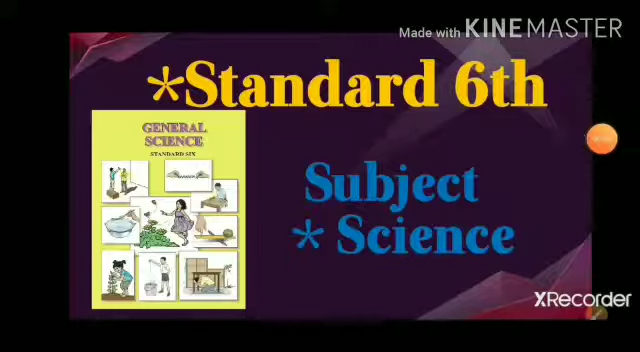 Made with KINEMASTER
*Standard 6th
GENERAL
SCIENCE
STANDARD SIX
Subject
* Science
XRecorder